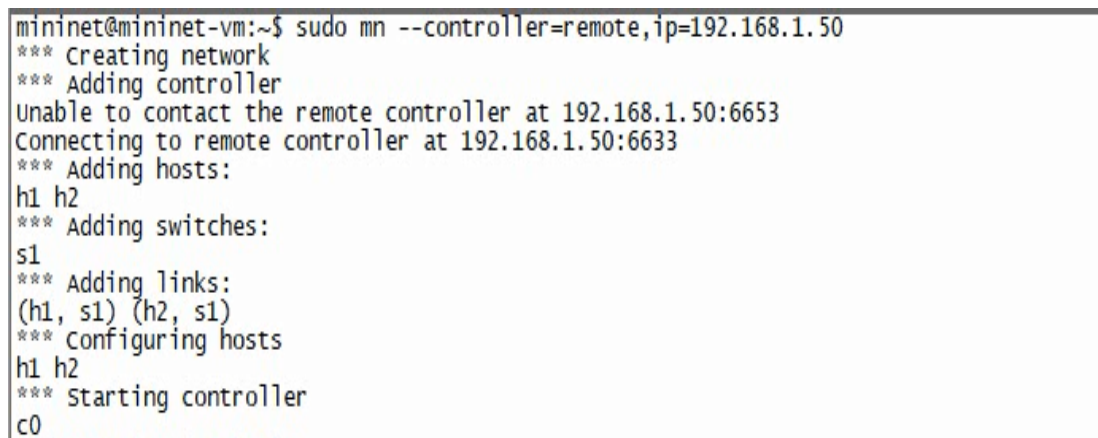 mininet@mininet-vm:~$ sudo mn --controller=remote,ip=192.168.1.50
*** Creating network
*** Adding controller
Unable to contact the remote controller at 192.168.1.50:6653
Connecting to remote controller at 192.168.1.50:6633
*** Adding hosts:
h1 h2
*** Adding switches:
s1
*** Adding links:
(h1, s1) (h2, s1)
*** Configuring hosts
h1 h2
*** Starting controller
c0